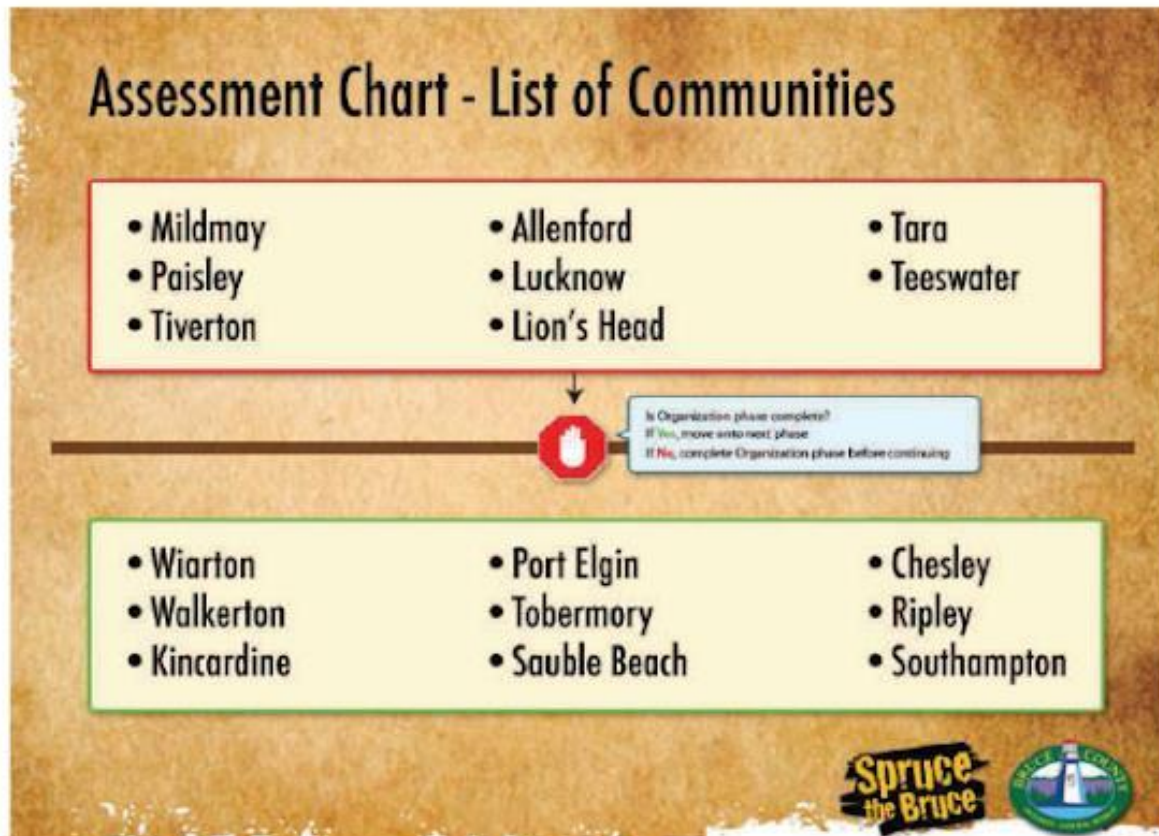 Assessment Chart - List of Communities
• Mildmay
• Paisley
• Tiverton
• Allenford
• Lucknow
• Lion's Head
• Tara
• Teeswater
Is Organization phase complete?
If Yes, move onto next phase
If No, complete Organization phase before continuing
• Wiarton
• Walkerton
• Kincardine
• Port Elgin
• Tobermory
• Sauble Beach
• Chesley
• Ripley
• Southampton
Spruce
the Bruce
BRUCE COUNTY